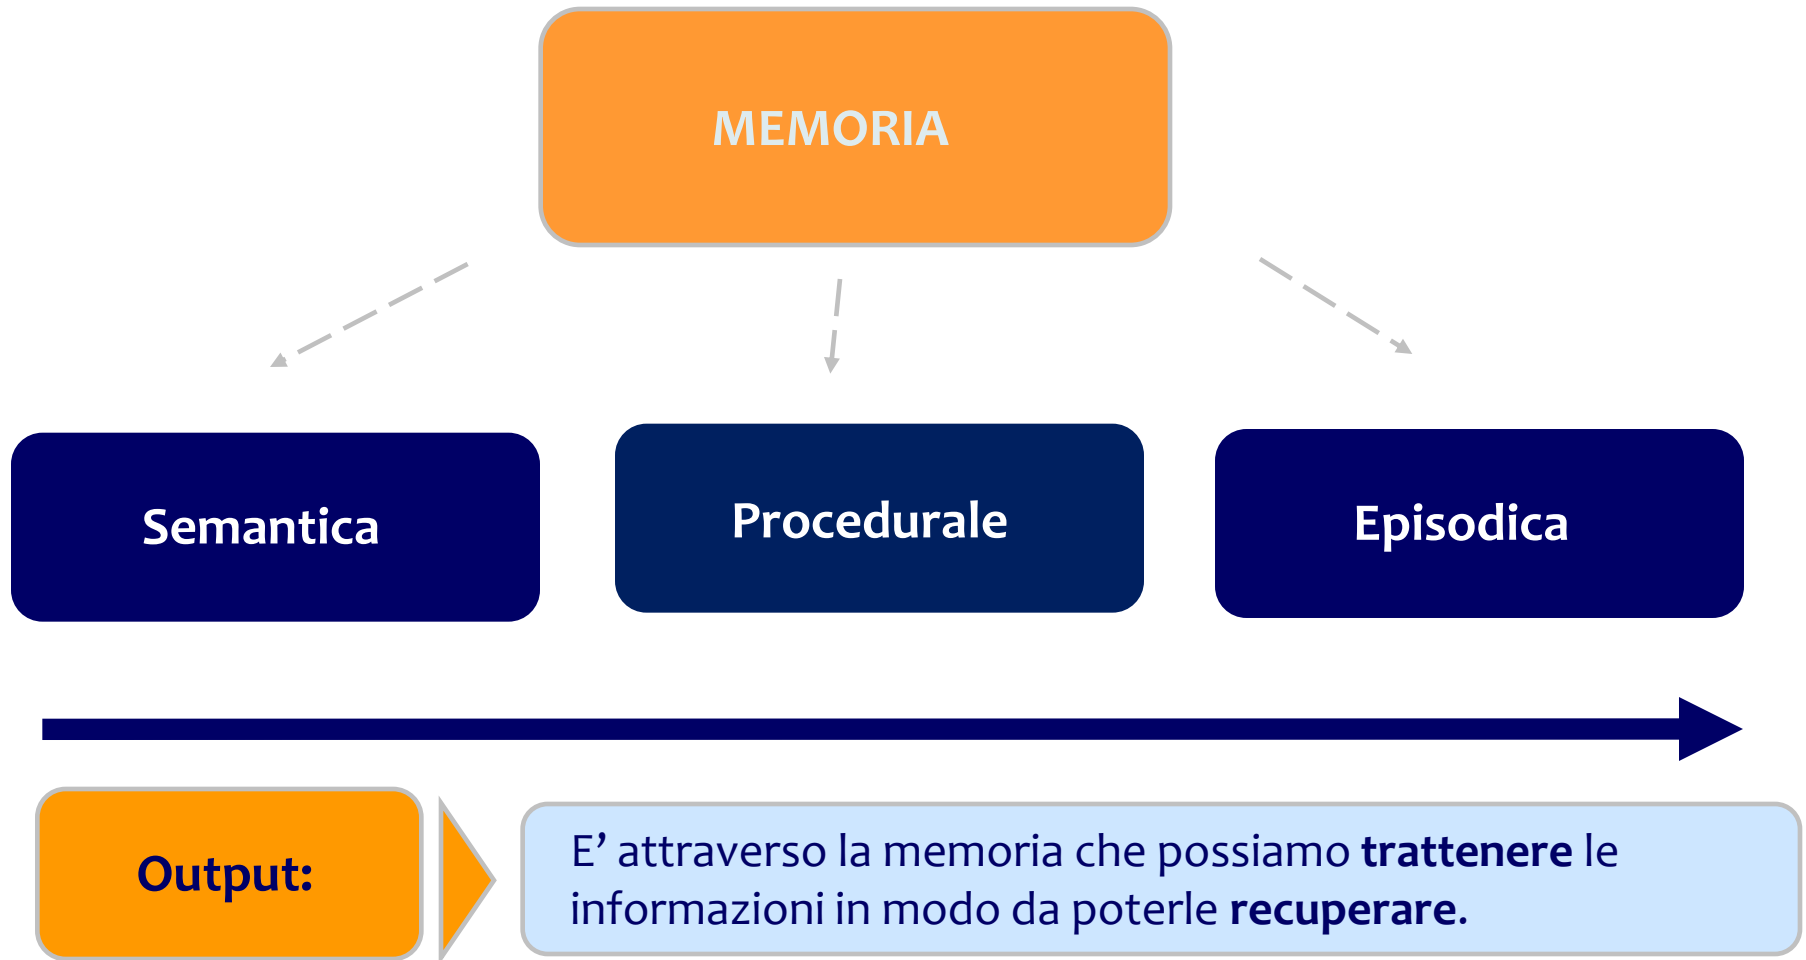 MEMORIA
Semantica
Procedurale
Episodica
Output:
E’ attraverso la memoria che possiamo trattenere le
informazioni in modo da poterle recuperare.